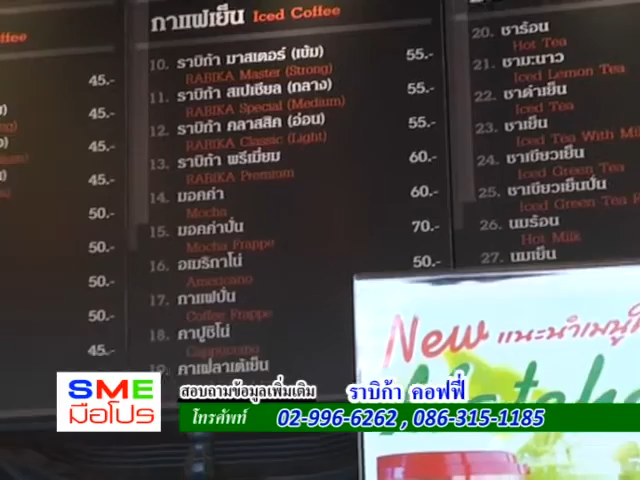 กาแฟเย็น Iced Coffee
10. ราบิก้า มาสเตอร์ (เข้ม) 55.-
RABIKA Master (Strong)
11. ราบิก้า สเปเชียล (กลาง) 55.-
RABIKA Special (Medium)
12. ราบิก้า คลาสสิค (อ่อน) 55.-
RABIKA Classic (Light)
13. ราบิก้า พรีเมี่ยม 60.-
RABIKA Premium
14. มอคค่า 60.-
Mocha
15. มอคค่าปั่น 70.-
Mocha Frappe
16. อเมริกาโน่ 50.-
Americano
17. กาแฟปั่น
Coffee Frappe
18. คาปูชิโน่
Cappuccino
19. กาแฟลาเต้เย็น
45.-
45.-
45.-
45.-
50.-
50.-
50.-
50.-
45.-
20. ชาร้อน
Hot Tea
21. ชามะนาว
Iced Lemon Tea
22. ชาดำเย็น
Iced Tea
23. ชาเย็น
Iced Tea With
24. ชาเขียวเย็น
Iced Green Tea
25. ชาเขียวเย็นปั่น
Iced Green Tea
26. นมร้อน
Hot Milk
27. นมเย็น
New แนะนำเมนู
SME
มือโปร
สอบถามข้อมูลเพิ่มเติม ราบิก้า คอฟฟี่
โทรศัพท์ 02-996-6262 , 086-315-1185